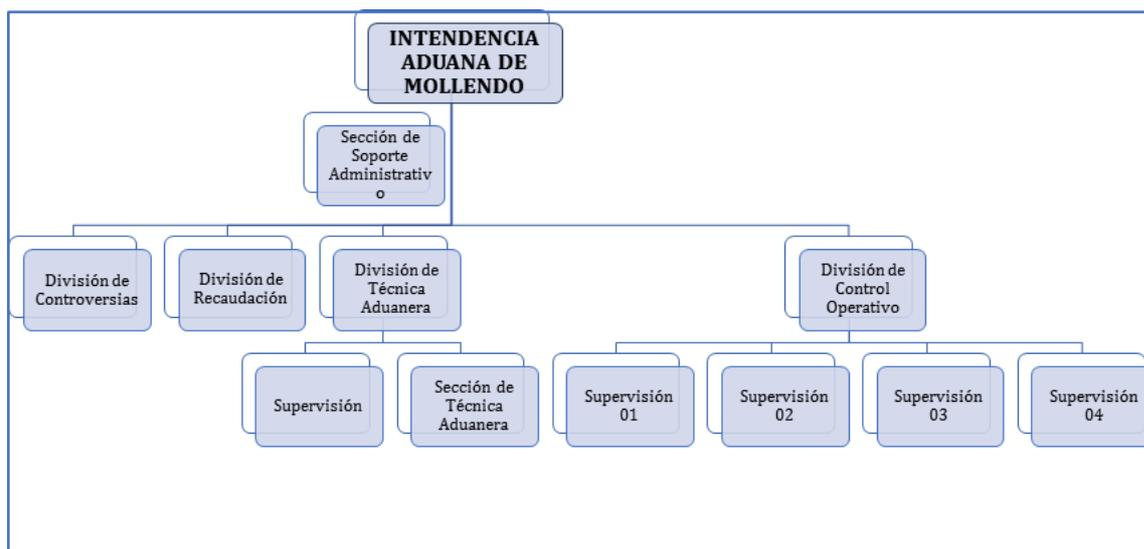 INTENDENCIA
ADUANA DE
MOLLENDO
Sección de
Soporte
Administrativ
o
División de
Controversias
División de
Recaudación
División de
Técnica
Aduanera
División de
Control
Operativo
Supervisión
Sección de
Técnica
Aduanera
Supervisión
01
Supervisión
02
Supervisión
03
Supervisión
04